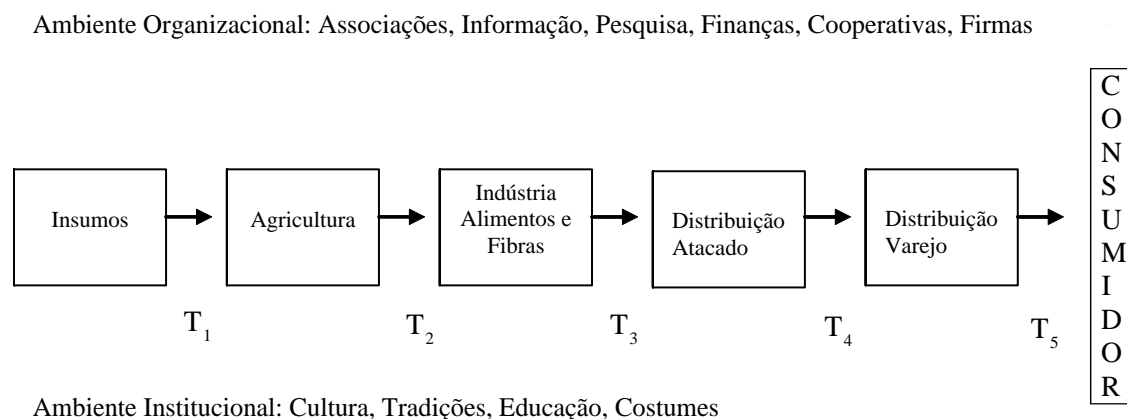 Ambiente Organizacional: Associações, Informação, Pesquisa, Finanças, Cooperativas, Firmas
Insumos
Agricultura
Indústria
Alimentos e
Fibras
Distribuição
Atacado
Distribuição
Varejo
C
O
N
S
U
M
I
D
O
R
T1
T2
T3
T4
T5
Ambiente Institucional: Cultura, Tradições, Educação, Costumes